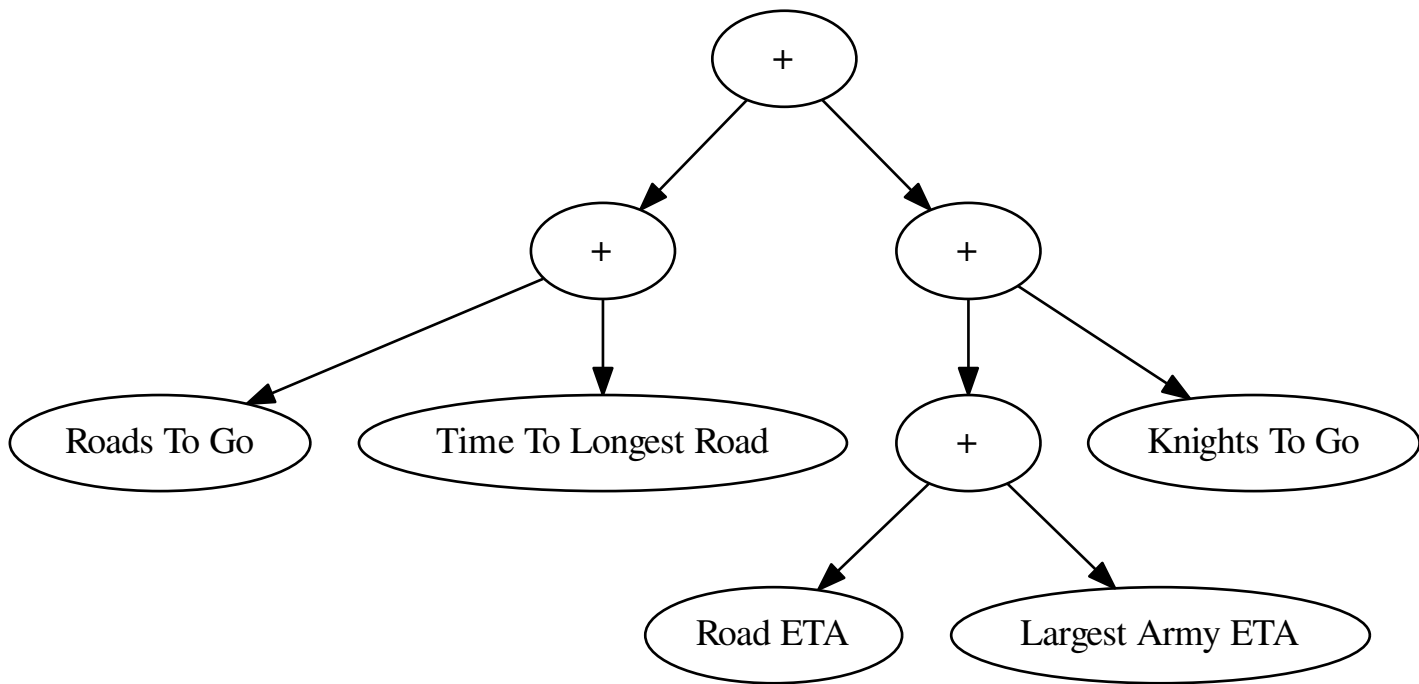 +
+
+
Roads To Go
Time To Longest Road
+
Knights To Go
Road ETA
Largest Army ETA